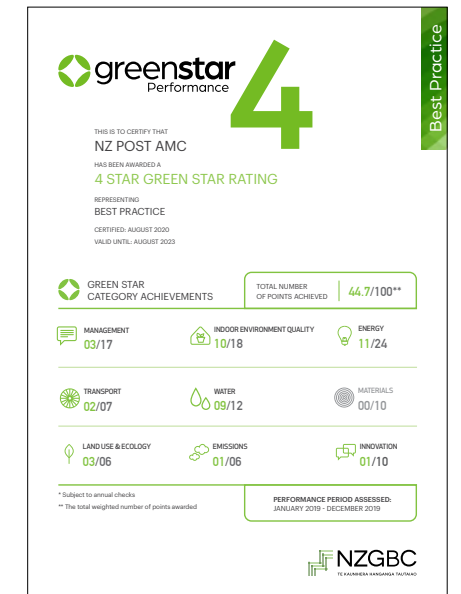 greenstar
Performance
4
Best Practice
THIS IS TO CERTIFY THAT
NZ POST AMC
HAS BEEN AWARDED A
4 STAR GREEN STAR RATING
REPRESENTING
BEST PRACTICE
CERTIFIED: AUGUST 2020
VALID UNTIL: AUGUST 2023
GREEN STAR
CATEGORY ACHIEVEMENTS
TOTAL NUMBER
OF POINTS ACHIEVED
44.7/100**
MANAGEMENT
03/17
INDOOR ENVIRONMENT QUALITY
10/18
ENERGY
11/24
TRANSPORT
02/07
WATER
09/12
MATERIALS
00/10
LAND USE & ECOLOGY
03/06
EMISSIONS
01/06
INNOVATION
01/10
* Subject to annual checks
** The total weighted number of points awarded
PERFORMANCE PERIOD ASSESSED:
JANUARY 2019 - DECEMBER 2019
NZGBC
TE KAUNIHERA HANGANGA TAUTAIAO